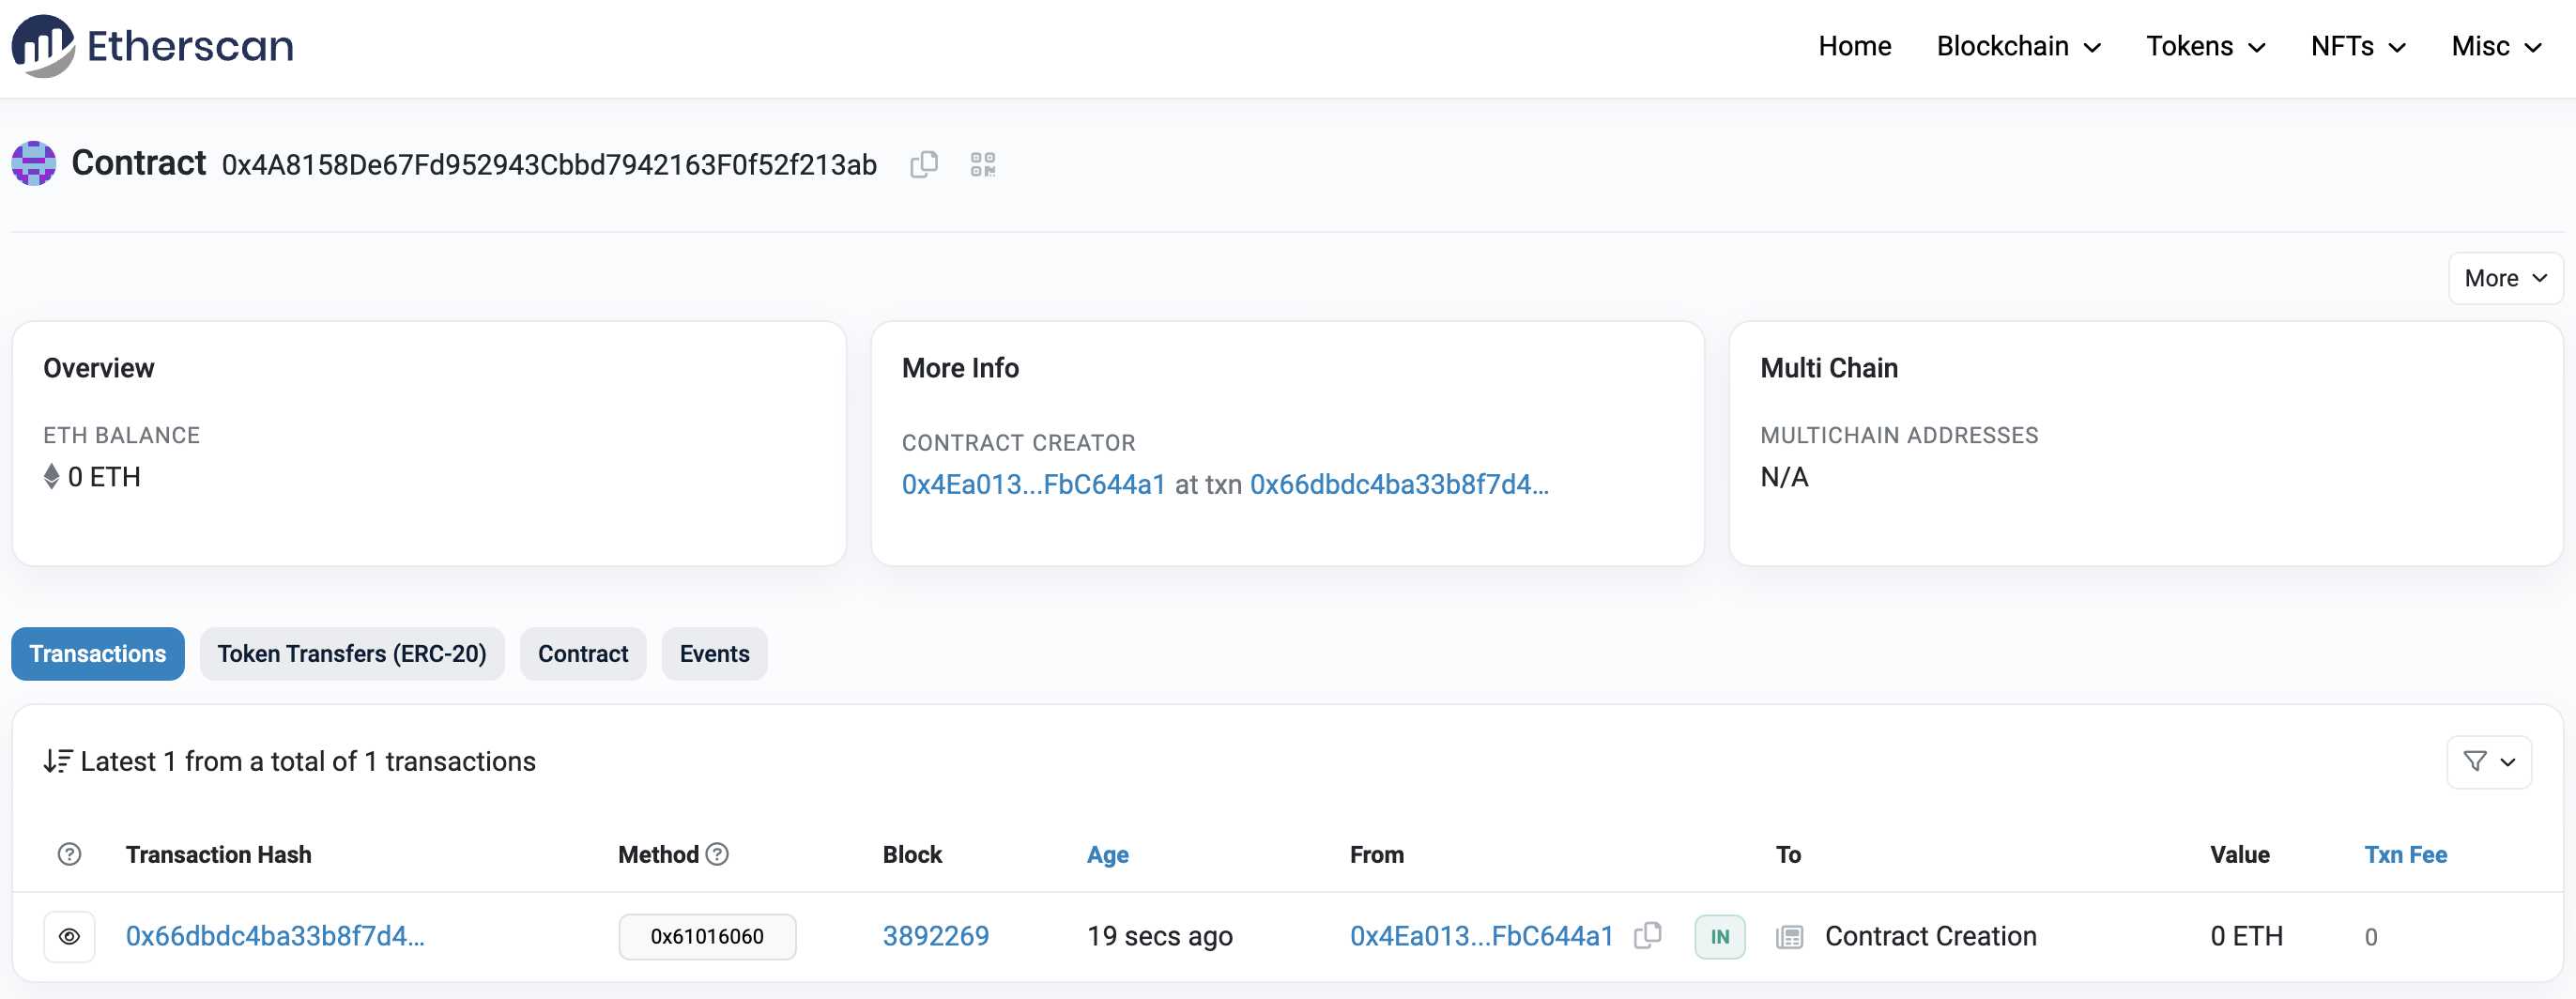 Etherscan
Home Blockchain Tokens NFTs Misc
Contract 0x4A8158De67Fd952943Cbbd7942163F0f52f213ab
More
Overview
ETH BALANCE
0 ETH
More Info
CONTRACT CREATOR
0x4Ea013...FbC644a1 at txn 0x66dbdc4ba33b8f7d4...
Multi Chain
MULTICHAIN ADDRESSES
N/A
Transactions Token Transfers (ERC-20) Contract Events
Latest 1 from a total of 1 transactions
Transaction Hash Method Block Age From To Value Txn Fee
0x66dbdc4ba33b8f7d4... 0x61016060 3892269 19 secs ago 0x4Ea013...FbC644a1 IN Contract Creation 0 ETH 0